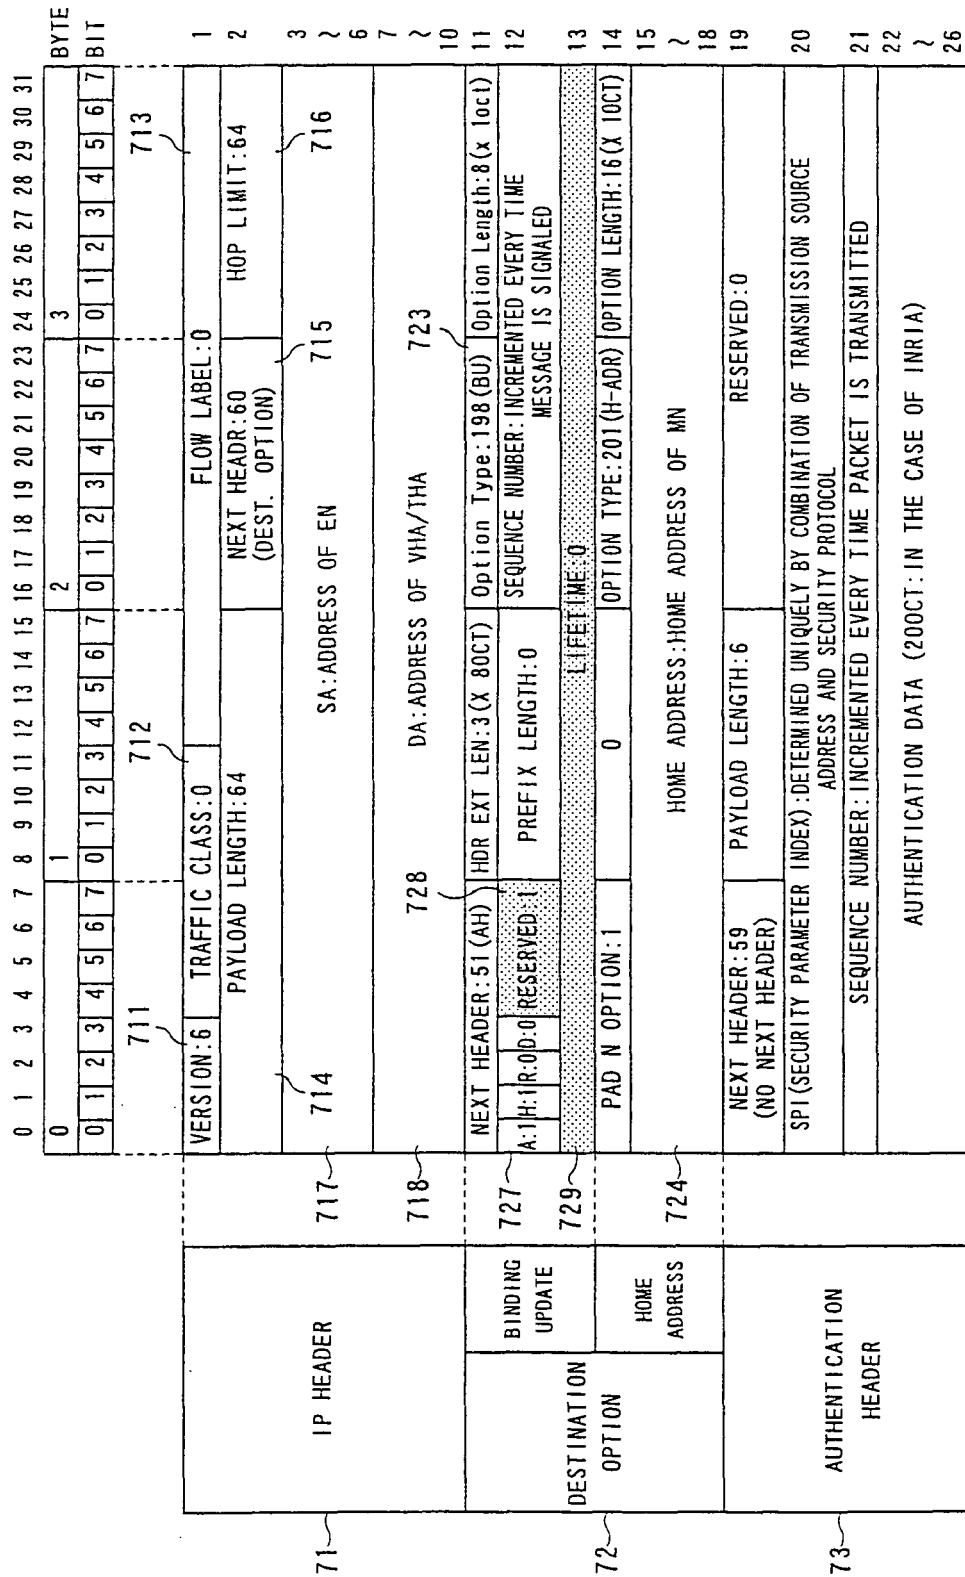 0 1 2 3 4 5 6 7 8 9 10 11 12 13 14 15 16 17 18 19 20 21 22 23 24 25 26 27 28 29 30 31
0 1 2 3 BYTE
0 1 2 3 4 5 6 7 0 1 2 3 4 5 6 7 0 1 2 3 4 5 6 7 0 1 2 3 4 5 6 7 BIT
711 712 713
71
IP HEADER
VERSION:6 TRAFFIC CLASS:0 FLOW LABEL:0 1
PAYLOAD LENGTH:64 NEXT HEADR:60 HOP LIMIT:64 2
(DEST. OPTION)
714 715 716
717 SA:ADDRESS OF EN 3 ~ 6
718 DA:ADDRESS OF VHA/THA 7 ~ 10
728 723
72
DESTINATION
OPTION
BINDING
UPDATE
NEXT HEADER:51(AH) HDR EXT LEN:3(X 8OCT) Option Type:198(BU) Option Length:8(x 1oct) 11
727 A:1 H:1 R:0 D:0 RESERVED:1 PREFIX LENGTH:0 SEQUENCE NUMBER:INCREMENTED EVERY TIME 12
MESSAGE IS SIGNALED
729 LIFETIME:0 13
HOME
ADDRESS
PAD N OPTION:1 0 OPTION TYPE:201(H-ADR) OPTION LENGTH:16(X 1OCT) 14
724 HOME ADDRESS:HOME ADDRESS OF MN 15 ~ 18
73
AUTHENTICATION
HEADER
NEXT HEADER:59 PAYLOAD LENGTH:6 RESERVED:0 19
(NO NEXT HEADER)
SPI(SECURITY PARAMETER INDEX):DETERMINED UNIQUELY BY COMBINATION OF TRANSMISSION SOURCE 20
ADDRESS AND SECURITY PROTOCOL
SEQUENCE NUMBER:INCREMENTED EVERY TIME PACKET IS TRANSMITTED 21
AUTHENTICATION DATA (20OCT:IN THE CASE OF INRIA) 22 ~ 26